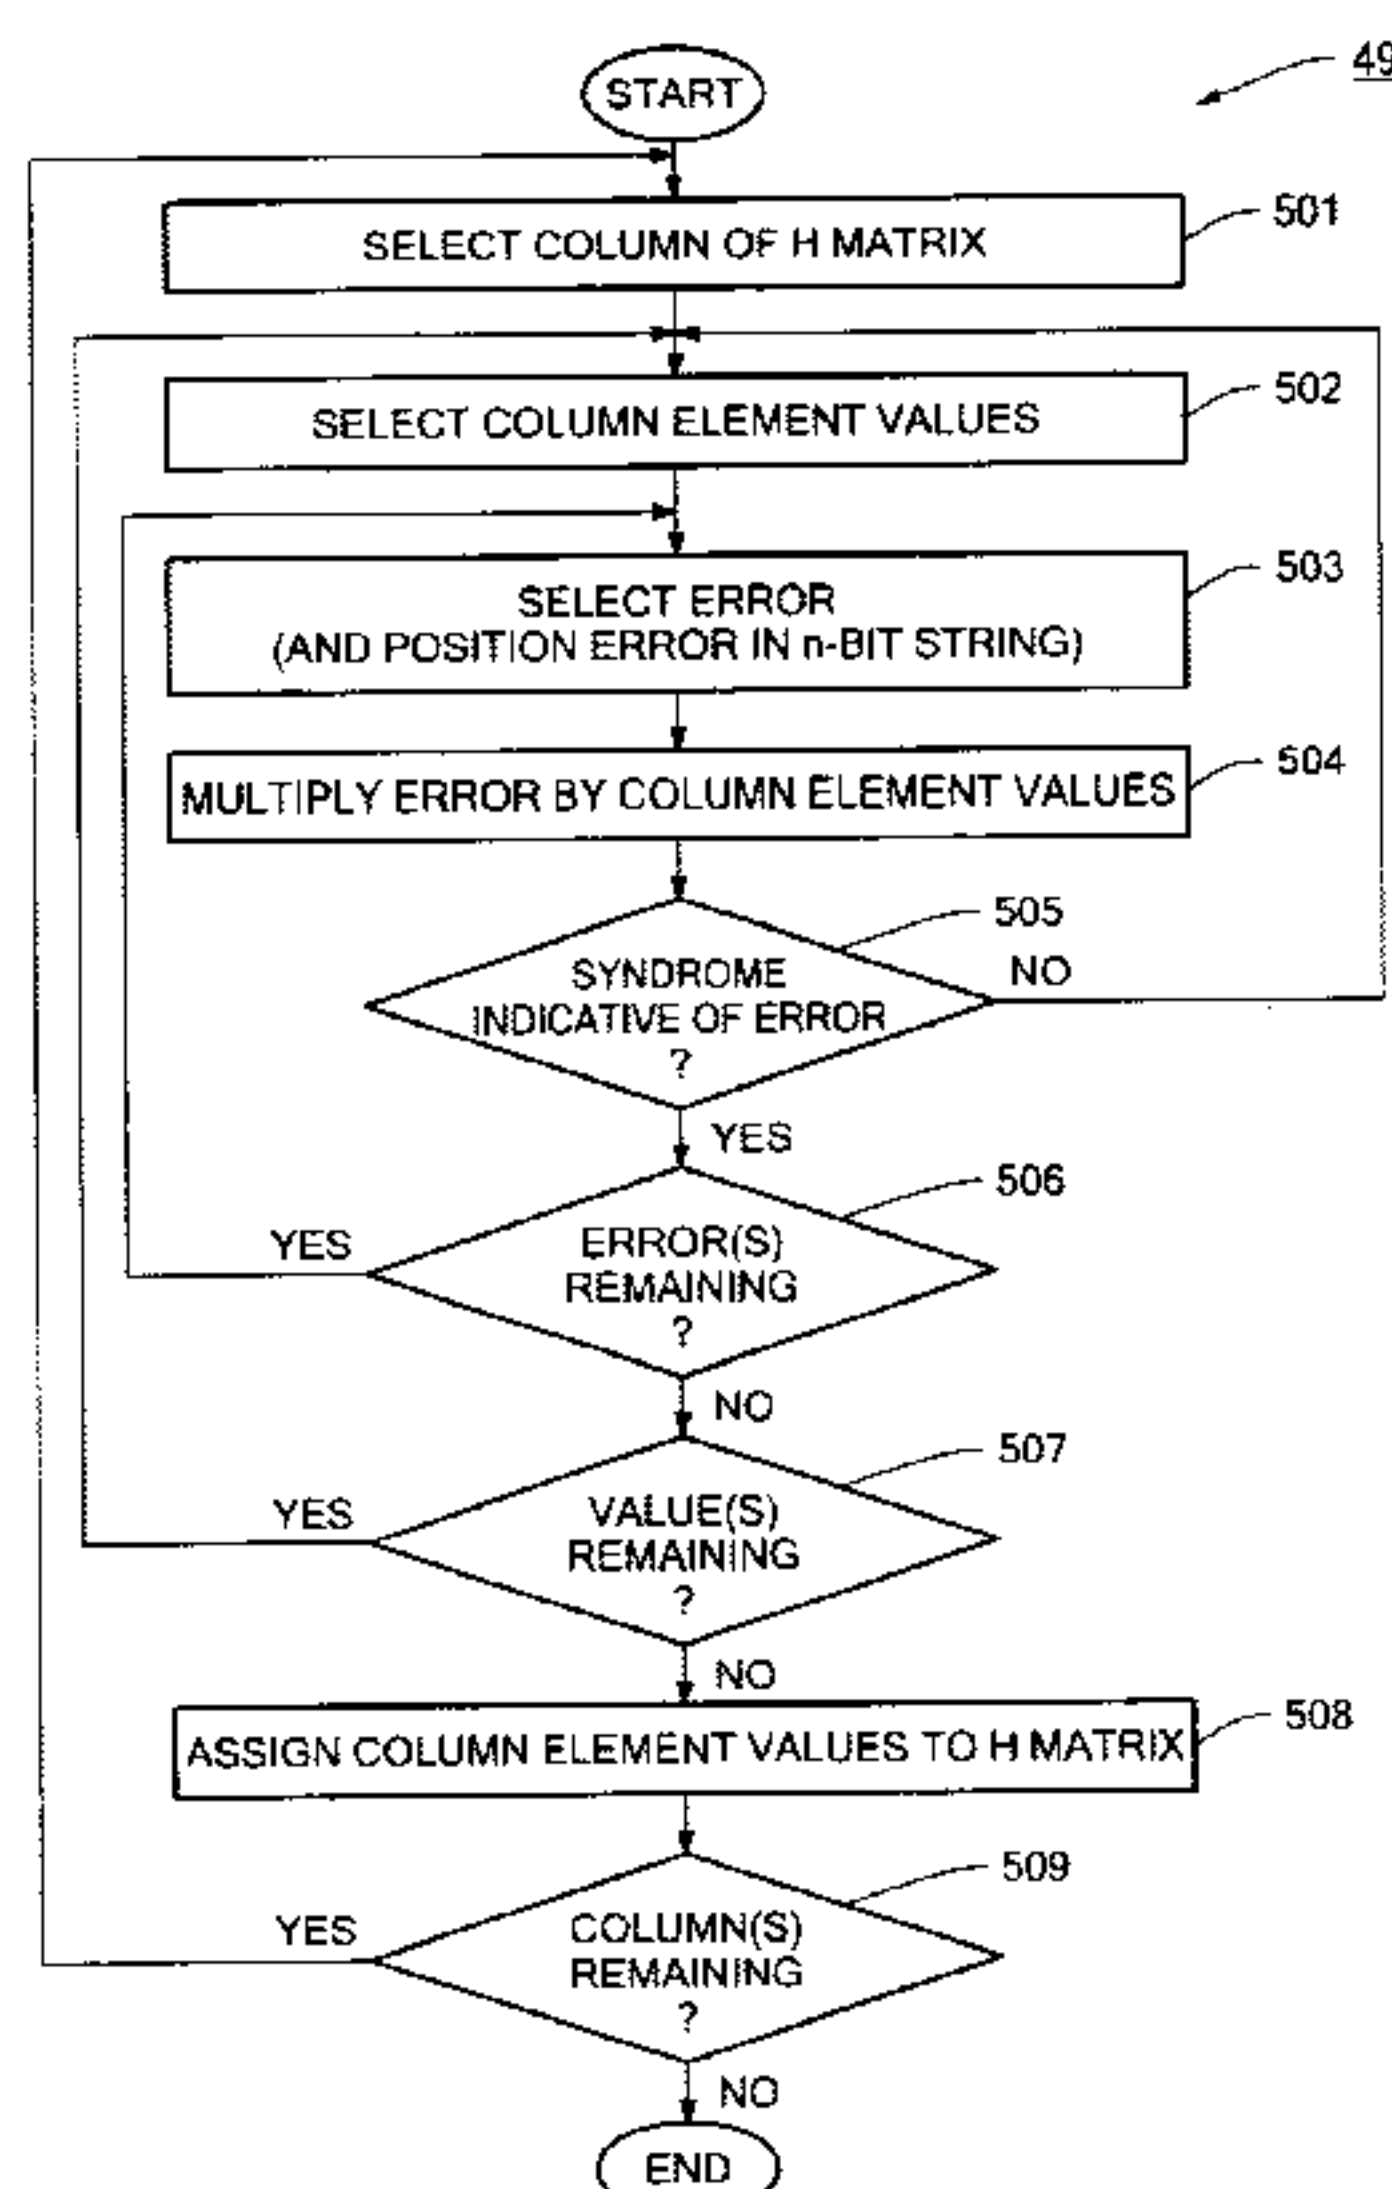 49
START
501
SELECT COLUMN OF H MATRIX
502
SELECT COLUMN ELEMENT VALUES
503
SELECT ERROR
(AND POSITION ERROR IN n-BIT STRING)
504
MULTIPLY ERROR BY COLUMN ELEMENT VALUES
505
SYNDROME
INDICATIVE OF ERROR
?
NO
YES
506
ERROR(S)
REMAINING
?
YES
NO
507
VALUE(S)
REMAINING
?
YES
NO
508
ASSIGN COLUMN ELEMENT VALUES TO H MATRIX
509
COLUMN(S)
REMAINING
?
YES
NO
END